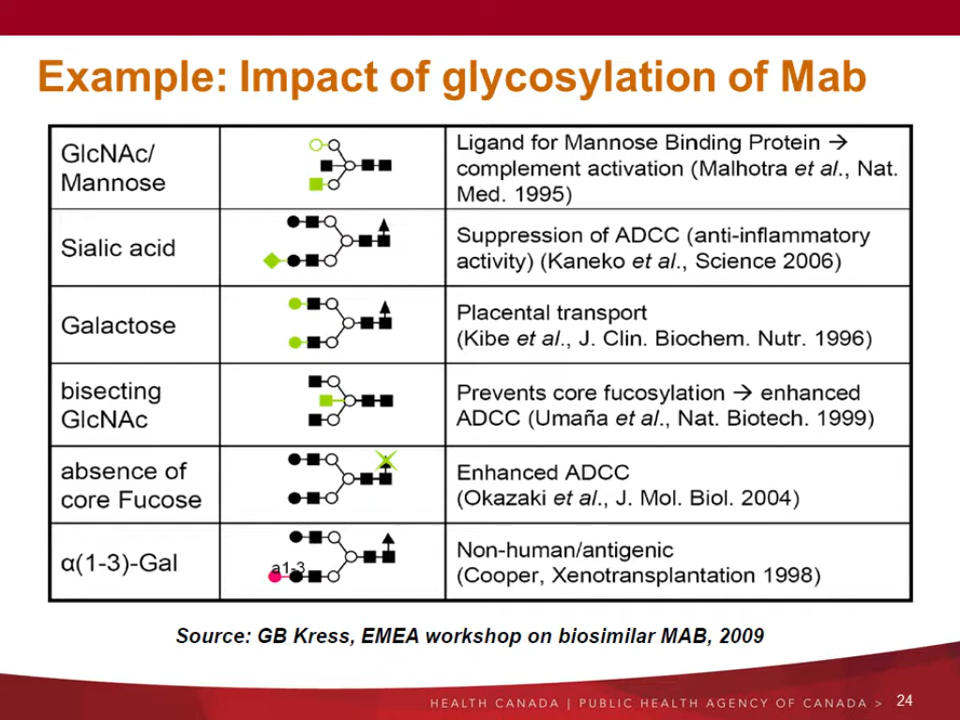 Example: Impact of glycosylation of Mab
GlcNAc/
Mannose
Ligand for Mannose Binding Protein →
complement activation (Malhotra et al., Nat.
Med. 1995)
Sialic acid
Suppression of ADCC (anti-inflammatory
activity) (Kaneko et al., Science 2006)
Galactose
Placental transport
(Kibe et al., J. Clin. Biochem. Nutr. 1996)
bisecting
GlcNAc
Prevents core fucosylation → enhanced
ADCC (Umaña et al., Nat. Biotech. 1999)
absence of
core Fucose
Enhanced ADCC
(Okazaki et al., J. Mol. Biol. 2004)
α(1-3)-Gal
a1-3
Non-human/antigenic
(Cooper, Xenotransplantation 1998)
Source: GB Kress, EMEA workshop on biosimilar MAB, 2009
HEALTH CANADA | PUBLIC HEALTH AGENCY OF CANADA > 24